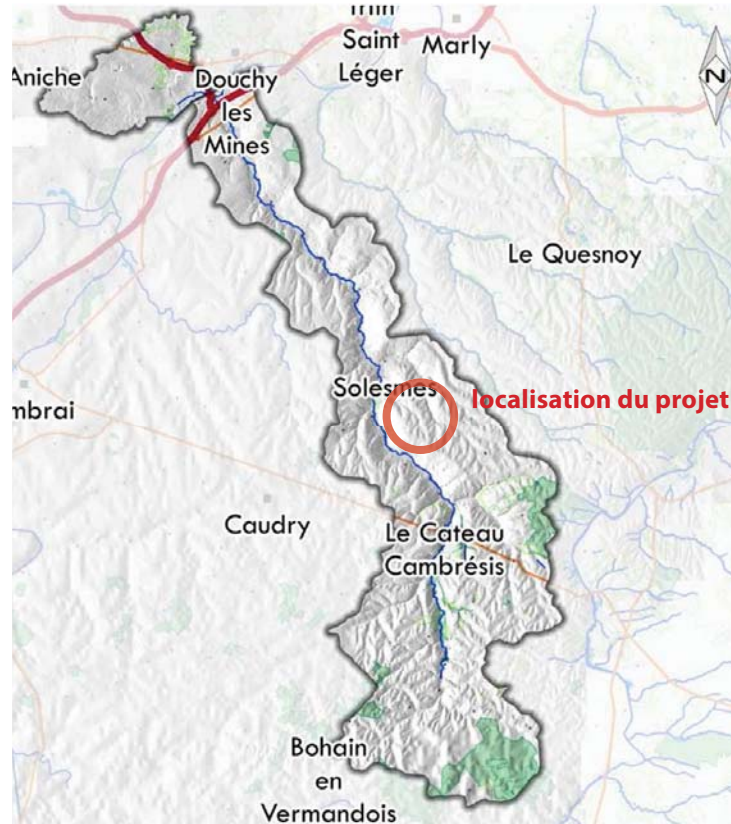 Saint
Léger
Marly
Aniche
Douchy
les
Mines
N
Le Quesnoy
Solesmes
localisation du projet
mbrai
Caudry
Le Cateau
Cambrésis
Bohain
en
Vermandois